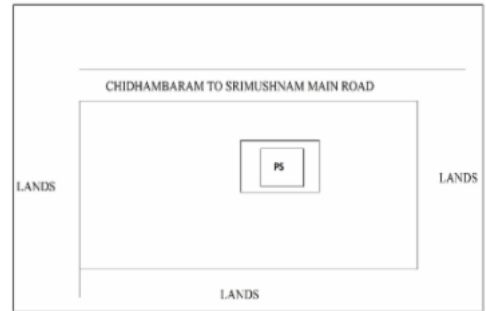 CHIDHAMBARAM TO SRIMUSHNAM MAIN ROAD
PS
LANDS
LANDS
LANDS